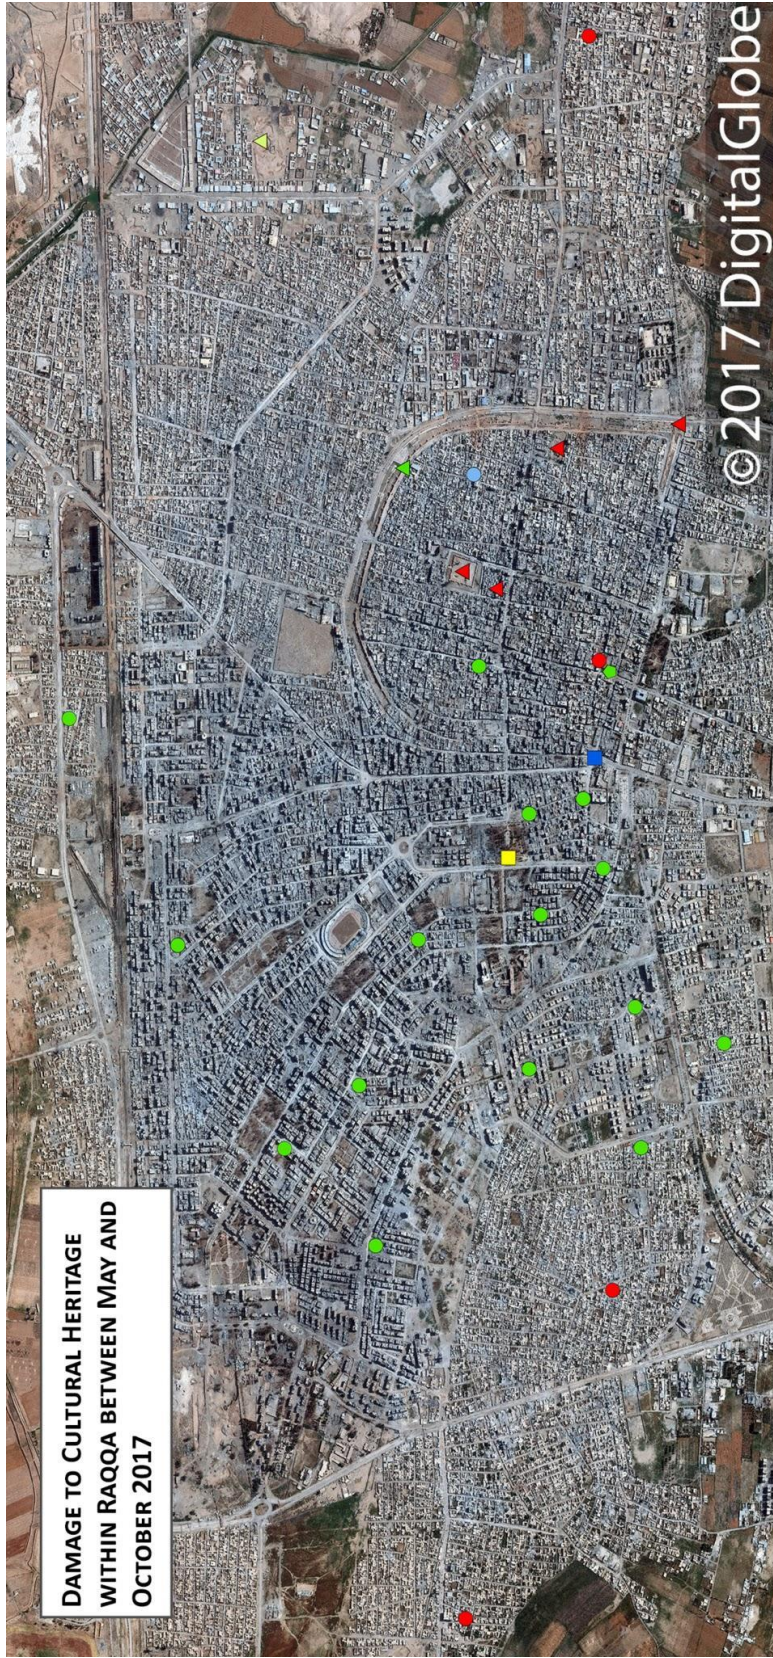 DAMAGE TO CULTURAL HERITAGE
WITHIN RAQQA BETWEEN MAY AND
OCTOBER 2017
©2017 DigitalGlobe